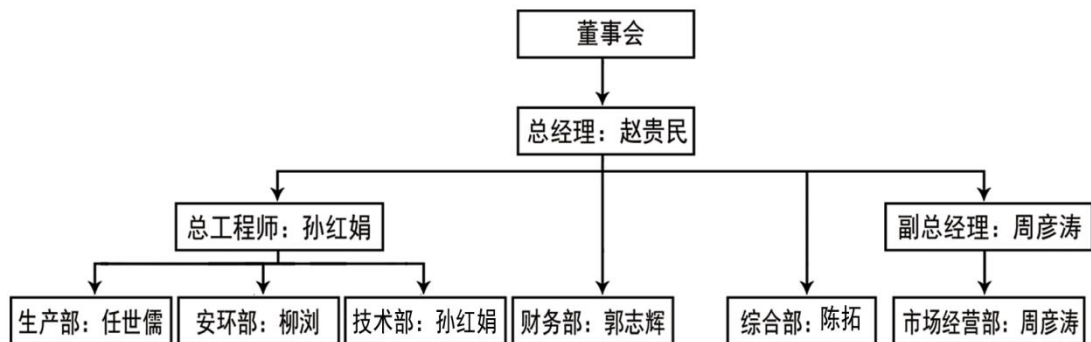 董事会
总经理：赵贵民
总工程师：孙红娟
副总经理：周彦涛
生产部：任世儒
安环部：柳浏
技术部：孙红娟
财务部：郭志辉
综合部：陈拓
市场经营部：周彦涛